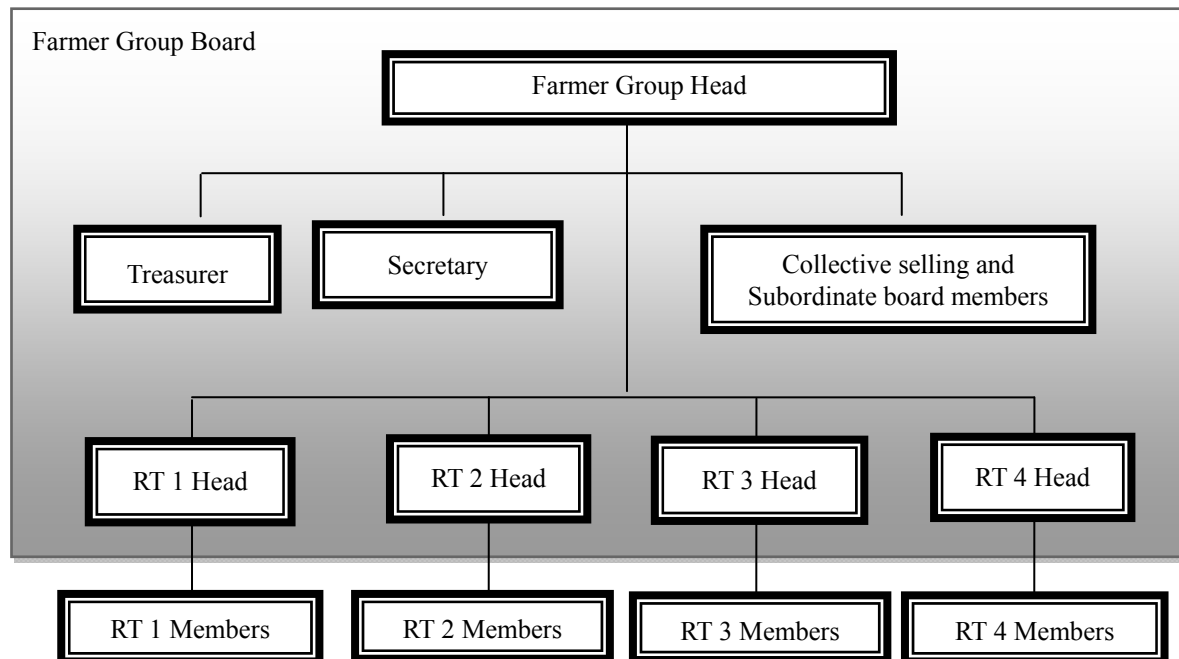 Farmer Group Board
Farmer Group Head
Treasurer
Secretary
Collective selling and
Subordinate board members
RT 1 Head
RT 2 Head
RT 3 Head
RT 4 Head
RT 1 Members
RT 2 Members
RT 3 Members
RT 4 Members